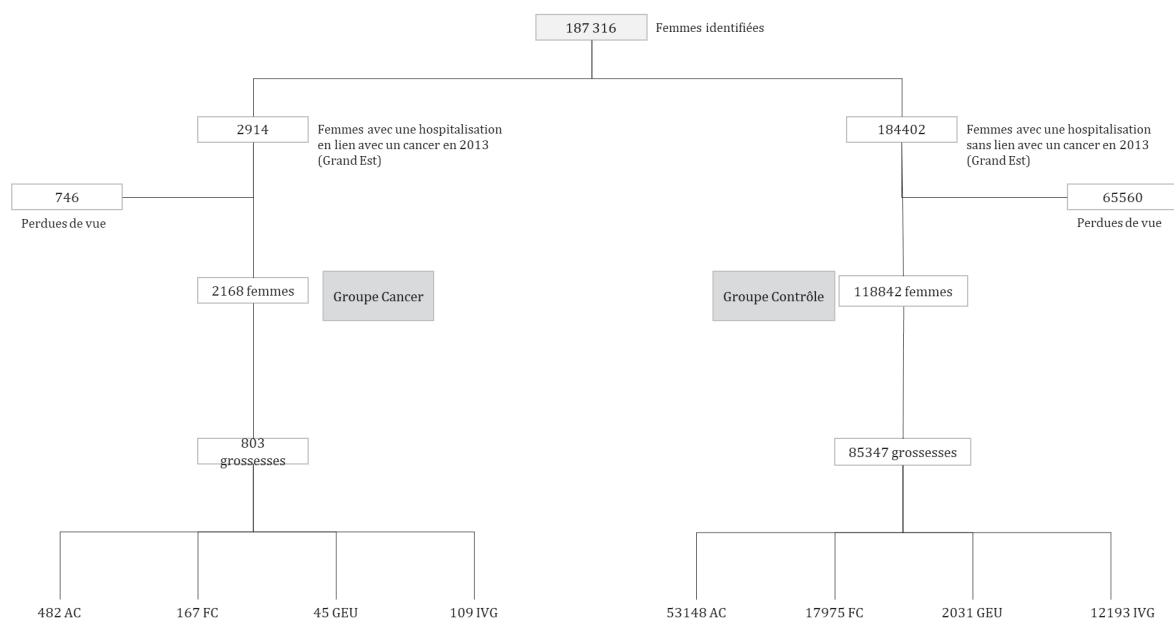 187 316
Femmes identifiées
2914
Femmes avec une hospitalisation
en lien avec un cancer en 2013
(Grand Est)
184402
Femmes avec une hospitalisation
sans lien avec un cancer en 2013
(Grand Est)
746
Perdues de vue
65560
Perdues de vue
2168 femmes
Groupe Cancer
Groupe Contrôle
118842 femmes
803
grossesses
85347 grossesses
482 AC
167 FC
45 GEU
109 IVG
53148 AC
17975 FC
2031 GEU
12193 IVG